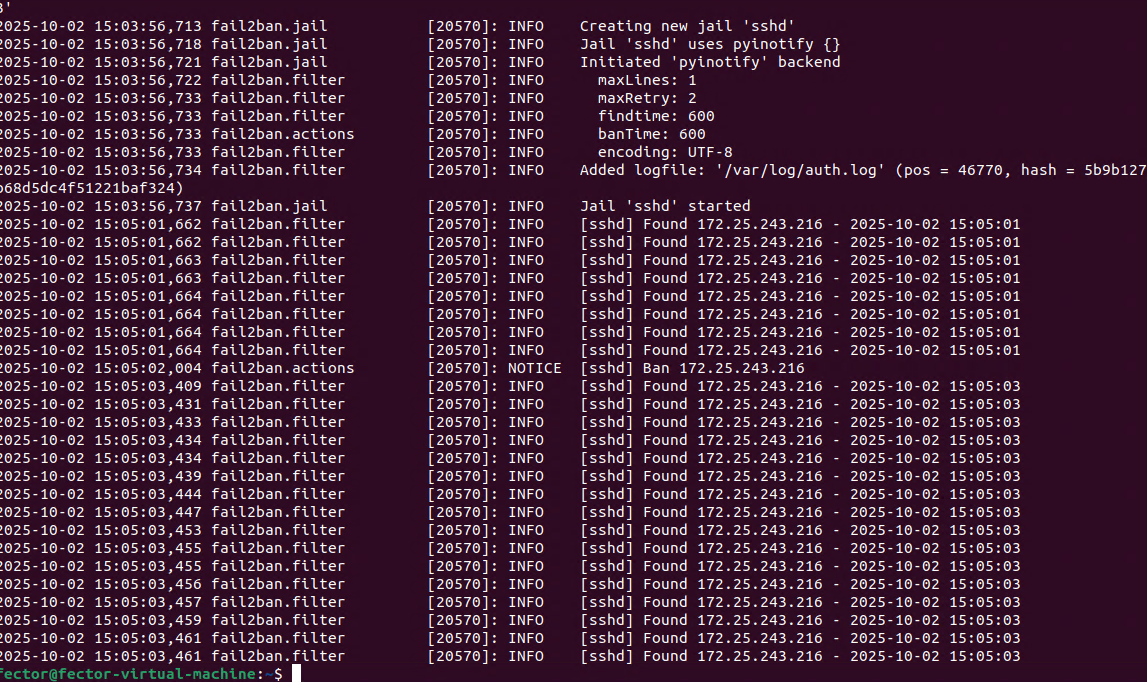 3'
2025-10-02 15:03:56,713 fail2ban.jail [20570]: INFO Creating new jail 'sshd'
2025-10-02 15:03:56,718 fail2ban.jail [20570]: INFO Jail 'sshd' uses pyinotify {}
2025-10-02 15:03:56,721 fail2ban.jail [20570]: INFO Initiated 'pyinotify' backend
2025-10-02 15:03:56,722 fail2ban.filter [20570]: INFO maxLines: 1
2025-10-02 15:03:56,733 fail2ban.filter [20570]: INFO maxRetry: 2
2025-10-02 15:03:56,733 fail2ban.filter [20570]: INFO findtime: 600
2025-10-02 15:03:56,733 fail2ban.actions [20570]: INFO banTime: 600
2025-10-02 15:03:56,733 fail2ban.filter [20570]: INFO encoding: UTF-8
2025-10-02 15:03:56,734 fail2ban.filter [20570]: INFO Added logfile: '/var/log/auth.log' (pos = 46770, hash = 5b9b127
b68d5dc4f51221baf324)
2025-10-02 15:03:56,737 fail2ban.jail [20570]: INFO Jail 'sshd' started
2025-10-02 15:05:01,662 fail2ban.filter [20570]: INFO [sshd] Found 172.25.243.216 - 2025-10-02 15:05:01
2025-10-02 15:05:01,662 fail2ban.filter [20570]: INFO [sshd] Found 172.25.243.216 - 2025-10-02 15:05:01
2025-10-02 15:05:01,663 fail2ban.filter [20570]: INFO [sshd] Found 172.25.243.216 - 2025-10-02 15:05:01
2025-10-02 15:05:01,663 fail2ban.filter [20570]: INFO [sshd] Found 172.25.243.216 - 2025-10-02 15:05:01
2025-10-02 15:05:01,664 fail2ban.filter [20570]: INFO [sshd] Found 172.25.243.216 - 2025-10-02 15:05:01
2025-10-02 15:05:01,664 fail2ban.filter [20570]: INFO [sshd] Found 172.25.243.216 - 2025-10-02 15:05:01
2025-10-02 15:05:01,664 fail2ban.filter [20570]: INFO [sshd] Found 172.25.243.216 - 2025-10-02 15:05:01
2025-10-02 15:05:01,664 fail2ban.filter [20570]: INFO [sshd] Found 172.25.243.216 - 2025-10-02 15:05:01
2025-10-02 15:05:02,004 fail2ban.actions [20570]: NOTICE [sshd] Ban 172.25.243.216
2025-10-02 15:05:03,409 fail2ban.filter [20570]: INFO [sshd] Found 172.25.243.216 - 2025-10-02 15:05:03
2025-10-02 15:05:03,431 fail2ban.filter [20570]: INFO [sshd] Found 172.25.243.216 - 2025-10-02 15:05:03
2025-10-02 15:05:03,433 fail2ban.filter [20570]: INFO [sshd] Found 172.25.243.216 - 2025-10-02 15:05:03
2025-10-02 15:05:03,434 fail2ban.filter [20570]: INFO [sshd] Found 172.25.243.216 - 2025-10-02 15:05:03
2025-10-02 15:05:03,434 fail2ban.filter [20570]: INFO [sshd] Found 172.25.243.216 - 2025-10-02 15:05:03
2025-10-02 15:05:03,439 fail2ban.filter [20570]: INFO [sshd] Found 172.25.243.216 - 2025-10-02 15:05:03
2025-10-02 15:05:03,444 fail2ban.filter [20570]: INFO [sshd] Found 172.25.243.216 - 2025-10-02 15:05:03
2025-10-02 15:05:03,447 fail2ban.filter [20570]: INFO [sshd] Found 172.25.243.216 - 2025-10-02 15:05:03
2025-10-02 15:05:03,453 fail2ban.filter [20570]: INFO [sshd] Found 172.25.243.216 - 2025-10-02 15:05:03
2025-10-02 15:05:03,455 fail2ban.filter [20570]: INFO [sshd] Found 172.25.243.216 - 2025-10-02 15:05:03
2025-10-02 15:05:03,455 fail2ban.filter [20570]: INFO [sshd] Found 172.25.243.216 - 2025-10-02 15:05:03
2025-10-02 15:05:03,456 fail2ban.filter [20570]: INFO [sshd] Found 172.25.243.216 - 2025-10-02 15:05:03
2025-10-02 15:05:03,457 fail2ban.filter [20570]: INFO [sshd] Found 172.25.243.216 - 2025-10-02 15:05:03
2025-10-02 15:05:03,459 fail2ban.filter [20570]: INFO [sshd] Found 172.25.243.216 - 2025-10-02 15:05:03
2025-10-02 15:05:03,461 fail2ban.filter [20570]: INFO [sshd] Found 172.25.243.216 - 2025-10-02 15:05:03
2025-10-02 15:05:03,461 fail2ban.filter [20570]: INFO [sshd] Found 172.25.243.216 - 2025-10-02 15:05:03
fector@fector-virtual-machine:~$